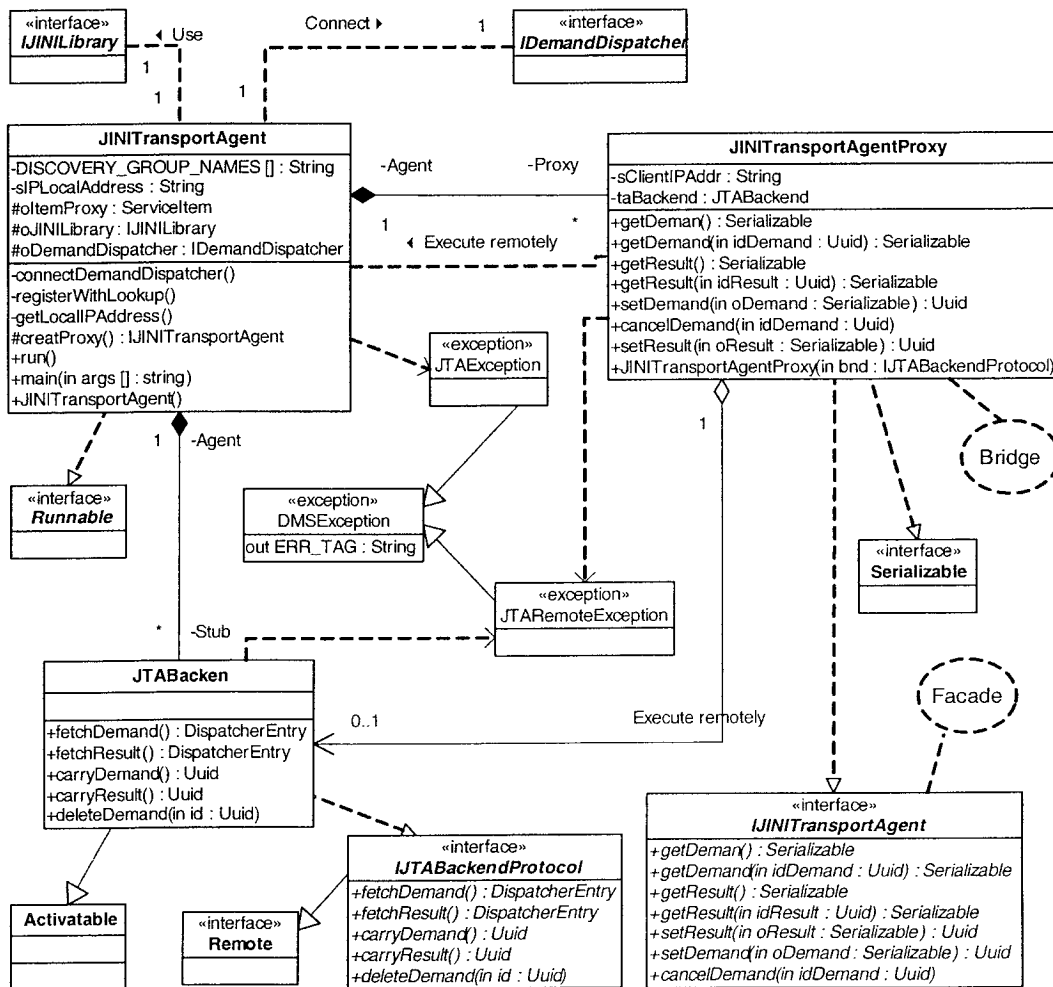 «interface»
IJINILibrary
Use
1
1
Connect
1
1
«interface»
IDemandDispatcher
JINITransportAgent
-DISCOVERY_GROUP_NAMES [] : String
-sIPLocalAddress : String
#oItemProxy : ServiceItem
#oJINILibrary : IJINILibrary
#oDemandDispatcher : IDemandDispatcher
-connectDemandDispatcher()
-registerWithLookup()
-getLocalIPAddress()
#creatProxy() : IJINITransportAgent
+run()
+main(in args [] : string)
+JINITransportAgent()
-Agent
-Proxy
1
*
Execute remotely
JINITransportAgentProxy
-sClientIPAddr : String
-taBackend : JTABackend
+getDeman() : Serializable
+getDemand(in idDemand : Uuid) : Serializable
+getResult() : Serializable
+getResult(in idResult : Uuid) : Serializable
+setDemand(in oDemand : Serializable) : Uuid
+cancelDemand(in idDemand : Uuid)
+setResult(in oResult : Serializable) : Uuid
+JINITransportAgentProxy(in bnd : IJTABackendProtocol)
«exception»
JTAException
1
-Agent
1
Bridge
«interface»
Runnable
«exception»
DMSException
out ERR_TAG : String
«interface»
Serializable
«exception»
JTARemoteException
*
-Stub
JTABacken
+fetchDemand() : DispatcherEntry
+fetchResult() : DispatcherEntry
+carryDemand() : Uuid
+carryResult() : Uuid
+deleteDemand(in id : Uuid)
0..1
Execute remotely
Facade
Activatable
«interface»
Remote
«interface»
IJTABackendProtocol
+fetchDemand() : DispatcherEntry
+fetchResult() : DispatcherEntry
+carryDemand() : Uuid
+carryResult() : Uuid
+deleteDemand(in id : Uuid)
«interface»
IJINITransportAgent
+getDeman() : Serializable
+getDemand(in idDemand : Uuid) : Serializable
+getResult() : Serializable
+getResult(in idResult : Uuid) : Serializable
+setResult(in oResult : Serializable) : Uuid
+setDemand(in oDemand : Serializable) : Uuid
+cancelDemand(in idDemand : Uuid)